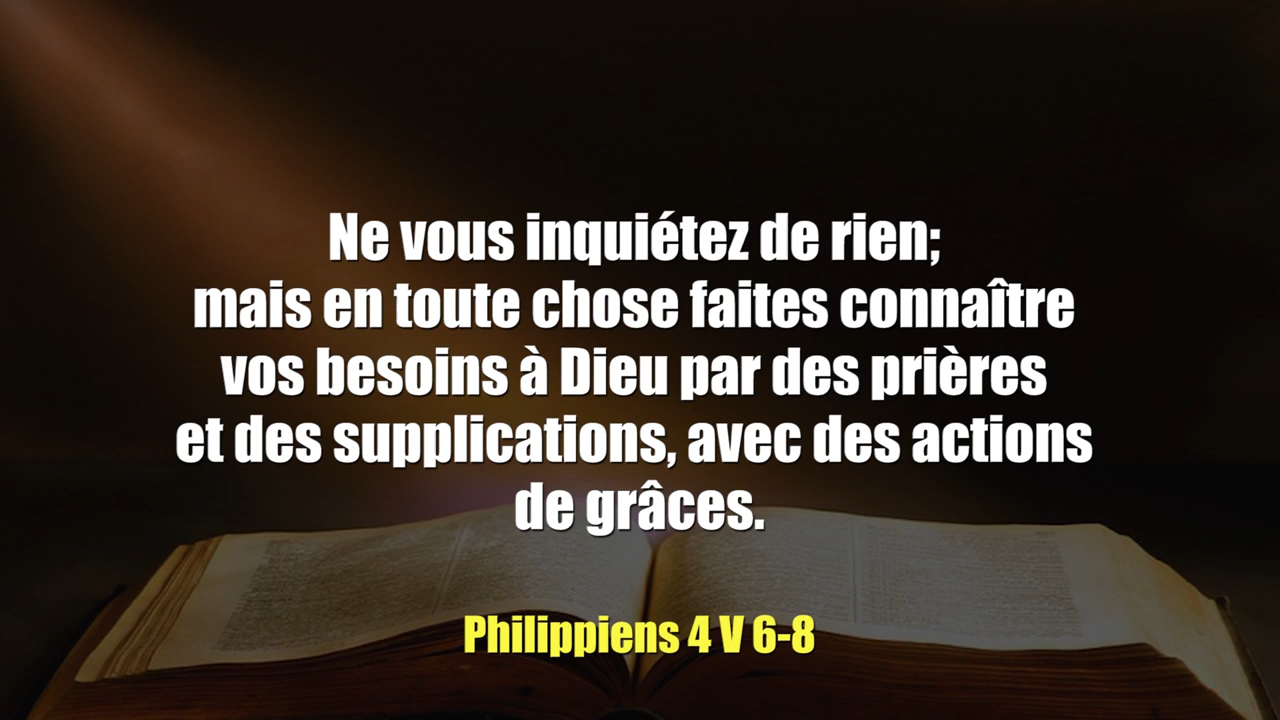 Ne vous inquiétez de rien;
mais en toute chose faites connaître
vos besoins à Dieu par des prières
et des supplications, avec des actions
de grâces.
Philippiens 4 V 6-8